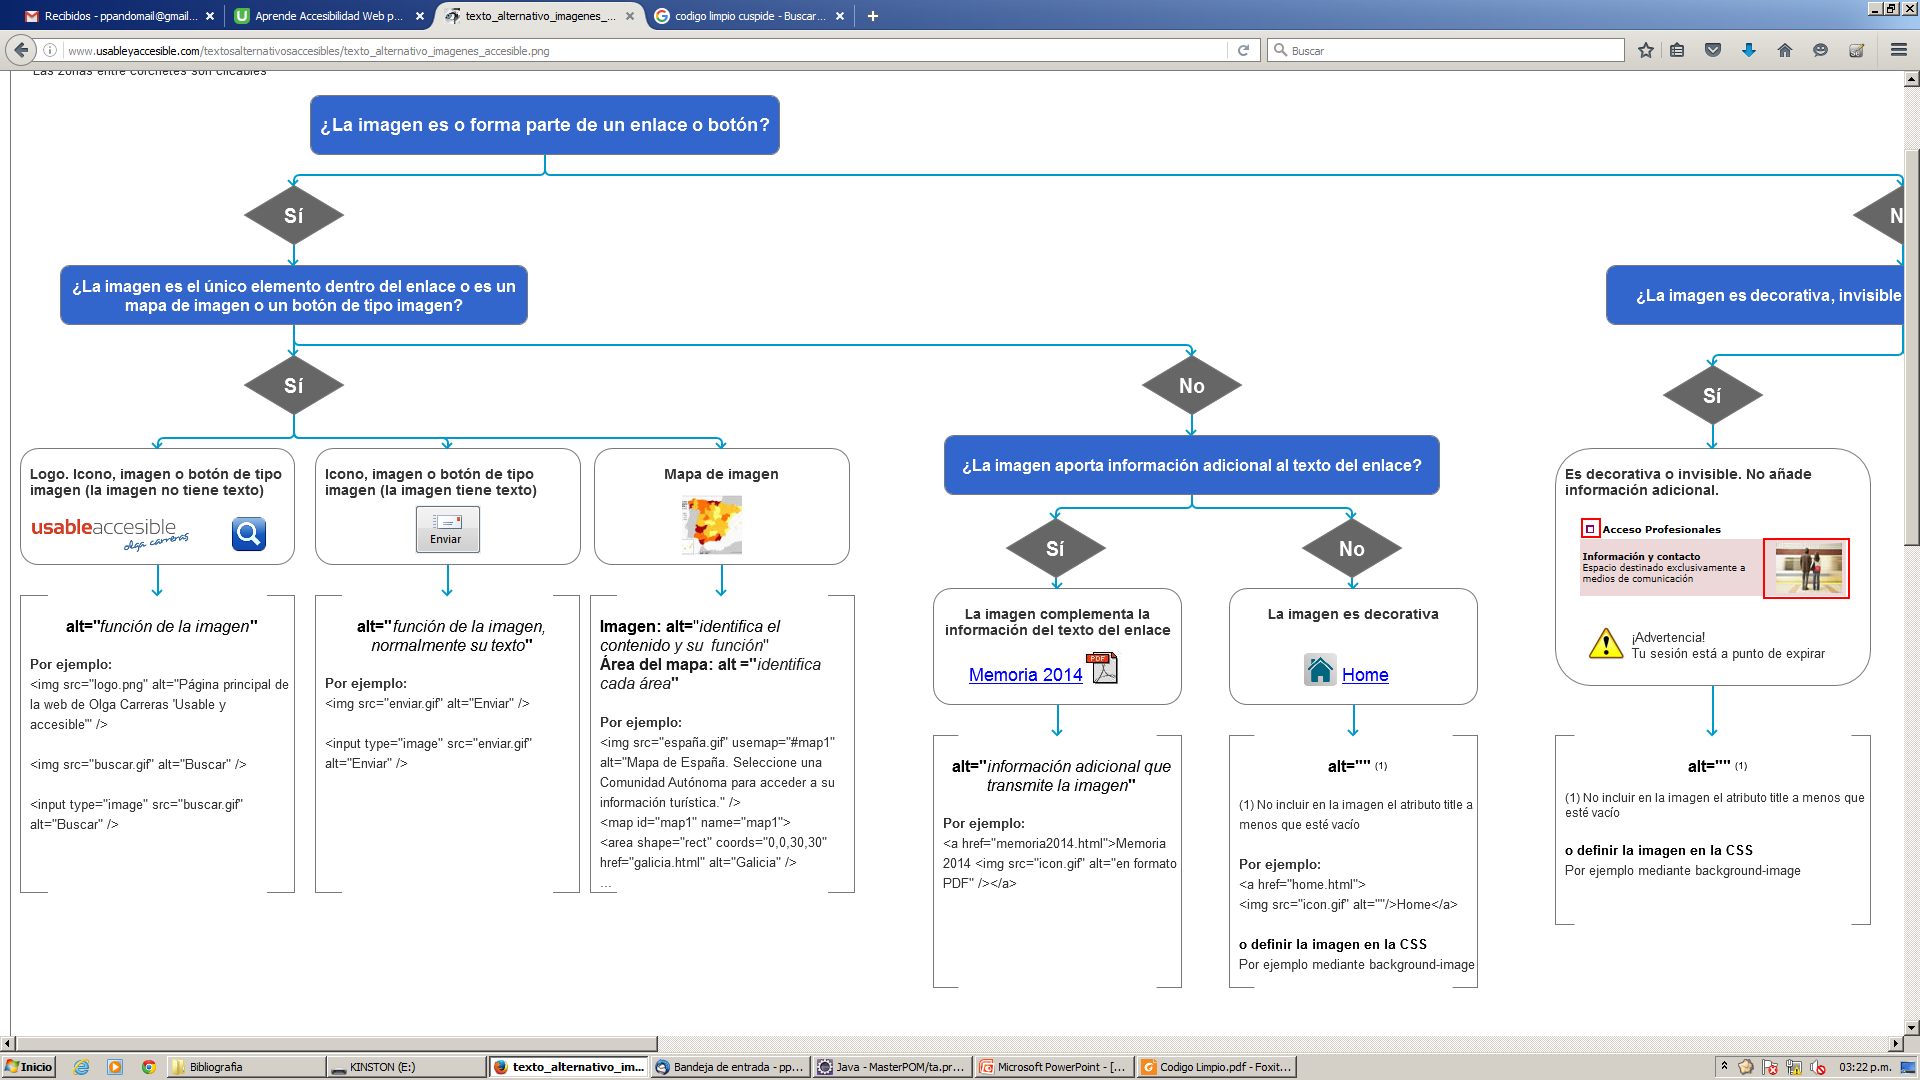 Recibidos - ppandomail@gmail...
Aprende Accesibilidad Web p...
texto_alternativo_imagenes_...
codigo limpio cuspide - Buscar...
www.usableyaccesible.com/textosalternativosaccesibles/texto_alternativo_imagenes_accesible.png
Buscar
Las zonas entre corchetes son clicables
¿La imagen es o forma parte de un enlace o botón?
Sí
N
¿La imagen es el único elemento dentro del enlace o es un
mapa de imagen o un botón de tipo imagen?
¿La imagen es decorativa, invisible
Sí
No
Sí
¿La imagen aporta información adicional al texto del enlace?
Sí
No
Logo. Icono, imagen o botón de tipo
imagen (la imagen no tiene texto)
usableaccesible
olga carreras
alt="función de la imagen"
Por ejemplo:
<img src="logo.png" alt="Página principal de
la web de Olga Carreras 'Usable y
accesible'" />
<img src="buscar.gif" alt="Buscar" />
<input type="image" src="buscar.gif"
alt="Buscar" />
Icono, imagen o botón de tipo
imagen (la imagen tiene texto)
Enviar
alt="función de la imagen,
normalmente su texto"
Por ejemplo:
<img src="enviar.gif" alt="Enviar" />
<input type="image" src="enviar.gif"
alt="Enviar" />
Mapa de imagen
Imagen: alt="identifica el
contenido y su función"
Área del mapa: alt ="identifica
cada área"
Por ejemplo:
<img src="españa.gif" usemap="#map1"
alt="Mapa de España. Seleccione una
Comunidad Autónoma para acceder a su
información turística." />
<map id="map1" name="map1">
<area shape="rect" coords="0,0,30,30"
href="galicia.html" alt="Galicia" />
...
La imagen complementa la
información del texto del enlace
Memoria 2014
PDF
alt="información adicional que
transmite la imagen"
Por ejemplo:
<a href="memoria2014.html">Memoria
2014 <img src="icon.gif" alt="en formato
PDF" /></a>
La imagen es decorativa
Home
alt="" (1)
(1) No incluir en la imagen el atributo title a
menos que esté vacío
Por ejemplo:
<a href="home.html">
<img src="icon.gif" alt=""/>Home</a>
o definir la imagen en la CSS
Por ejemplo mediante background-image
Es decorativa o invisible. No añade
información adicional.
Acceso Profesionales
Información y contacto
Espacio destinado exclusivamente a
medios de comunicación
¡Advertencia!
Tu sesión está a punto de expirar
alt="" (1)
(1) No incluir en la imagen el atributo title a menos que
esté vacío
o definir la imagen en la CSS
Por ejemplo mediante background-image
Inicio
Bibliografia
KINSTON (E:)
texto_alternativo_im...
Bandeja de entrada - pp...
Java - MasterPOM/ta.pr...
Microsoft PowerPoint - [...
Codigo Limpio.pdf - Foxit...
03:22 p.m.